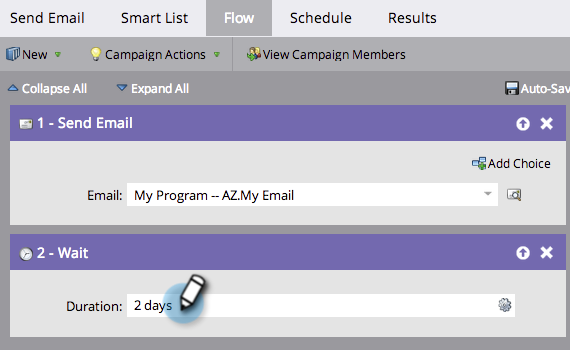 Send Email Smart List Flow Schedule Results
New Campaign Actions View Campaign Members
Collapse All Expand All Auto-Sav
1 - Send Email
Add Choice
Email: My Program -- AZ.My Email
2 - Wait
Duration: 2 days